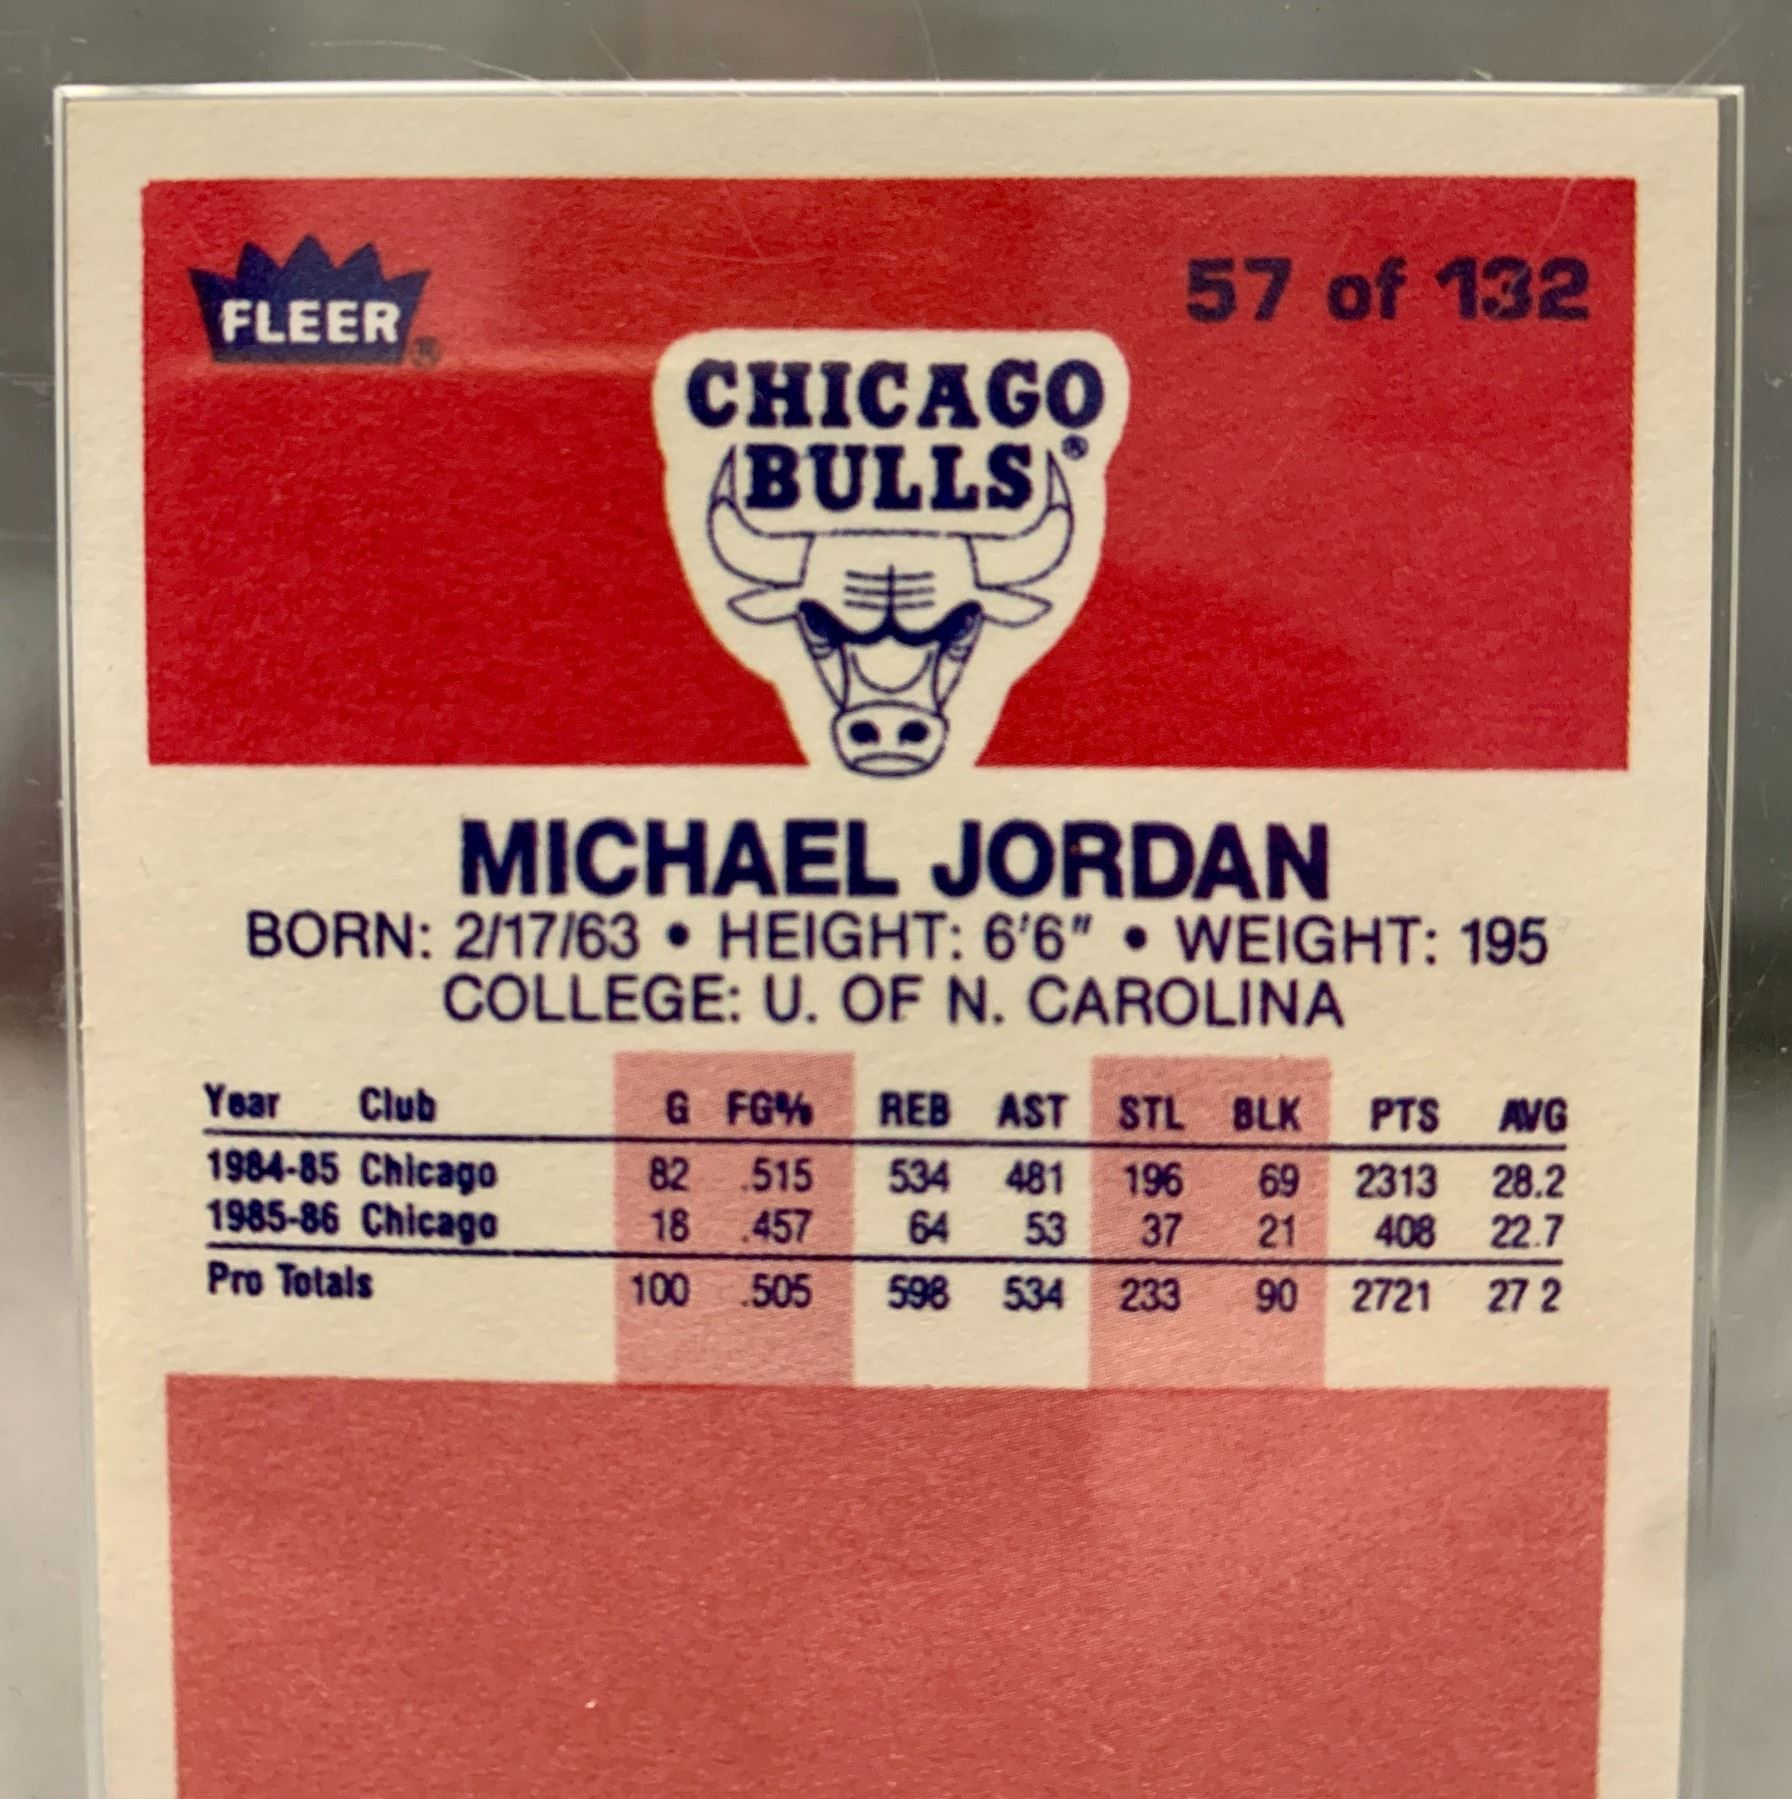 FLEER®
57 of 132
CHICAGO
BULLS®
MICHAEL JORDAN
BORN: 2/17/63 • HEIGHT: 6'6" • WEIGHT: 195
COLLEGE: U. OF N. CAROLINA
Year Club G FG% REB AST STL BLK PTS AVG
1984-85 Chicago 82 .515 534 481 196 69 2313 28.2
1985-86 Chicago 18 .457 64 53 37 21 408 22.7
Pro Totals 100 .505 598 534 233 90 2721 27 2